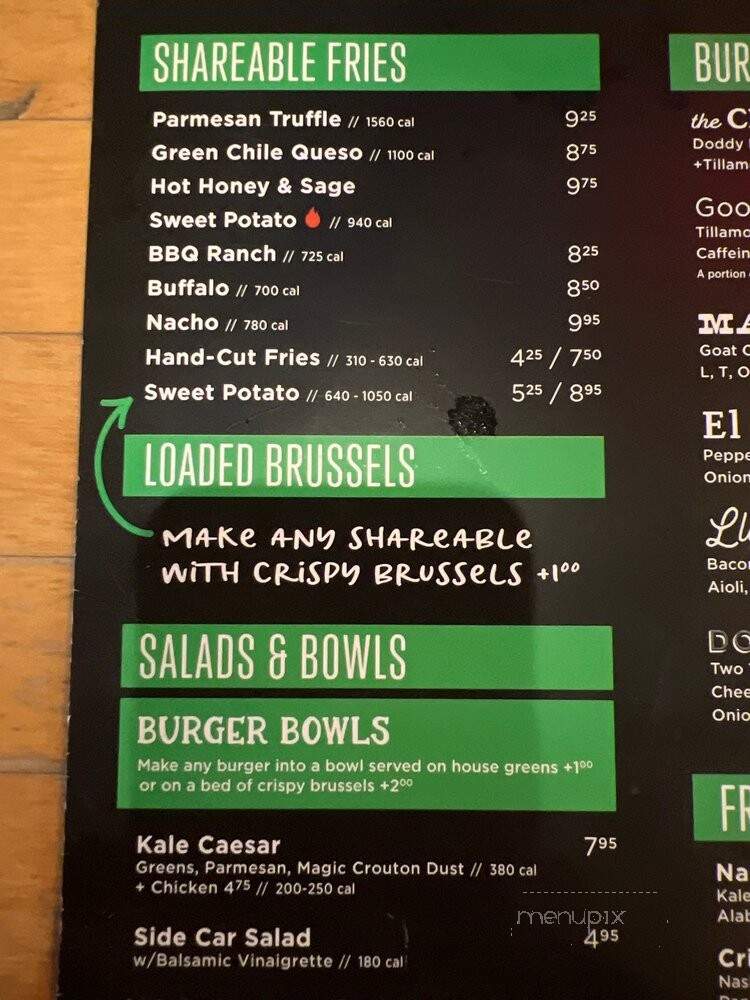 SHAREABLE FRIES
Parmesan Truffle // 1560 cal 9²⁵
Green Chile Queso // 1100 cal 8⁷⁵
Hot Honey & Sage 9⁷⁵
Sweet Potato // 940 cal
BBQ Ranch // 725 cal 8²⁵
Buffalo // 700 cal 8⁵⁰
Nacho // 780 cal 9⁹⁵
Hand-Cut Fries // 310 - 630 cal 4²⁵ / 7⁵⁰
Sweet Potato // 640 - 1050 cal 5²⁵ / 8⁹⁵
LOADED BRUSSELS
MAKE ANY SHAREABLE
WITH CRISPY BRUSSELS +1⁰⁰
SALADS & BOWLS
BURGER BOWLS
Make any burger into a bowl served on house greens +1⁰⁰
or on a bed of crispy brussels +2⁰⁰
Kale Caesar 7⁹⁵
Greens, Parmesan, Magic Crouton Dust // 380 cal
+ Chicken 4⁷⁵ // 200-250 cal
menupix
Side Car Salad 4⁹⁵
w/Balsamic Vinaigrette // 180 cal
BUR
the C
Doddy
+Tillam
Goo
Tillamo
Caffein
A portion
MA
Goat C
L, T, O
El
Peppe
Onion
Lu
Bacon
Aioli,
DO
Two
Chee
Onio
FR
Na
Kale
Alab
Cri
Nas